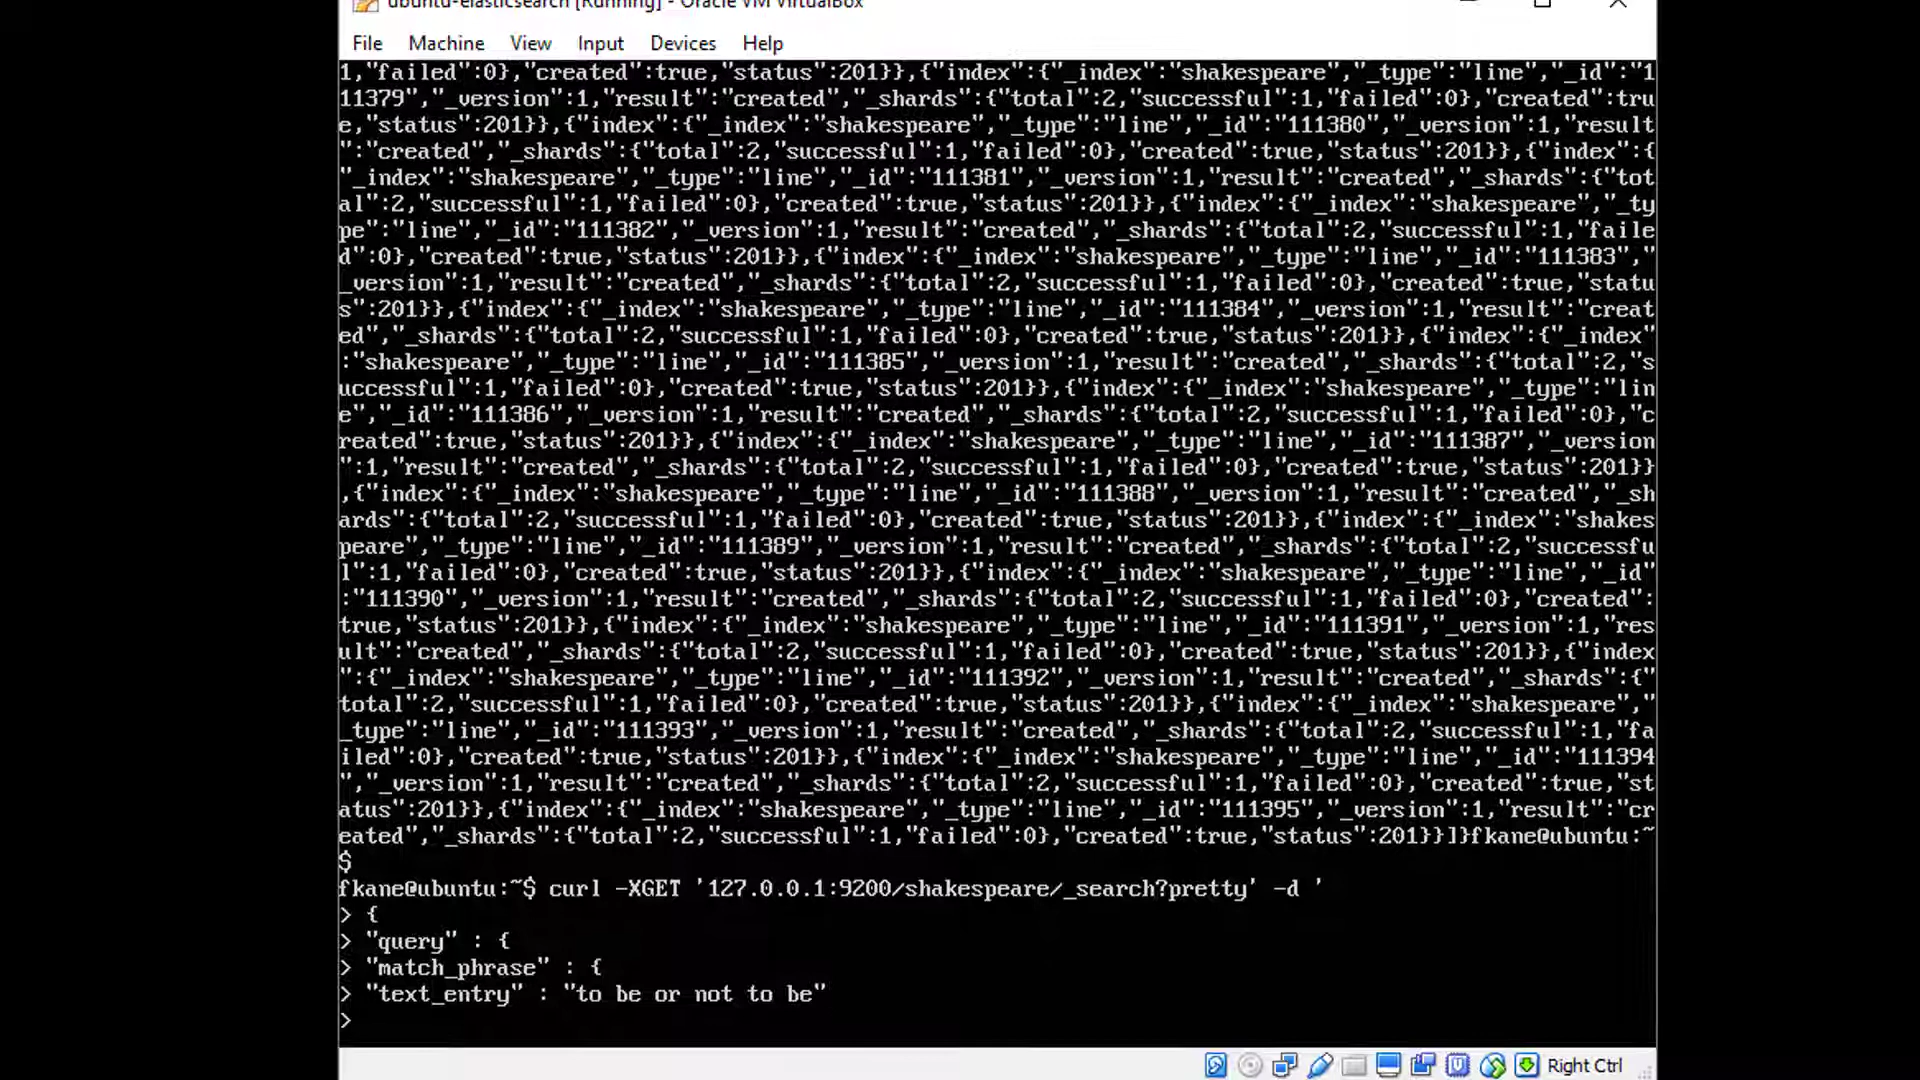 ubuntu-elasticsearch [Running] - Oracle VM VirtualBox
File Machine View Input Devices Help
1,"failed":0},"created":true,"status":201}},{"index":{"_index":"shakespeare","_type":"line","_id":"1
11379","_version":1,"result":"created","_shards":{"total":2,"successful":1,"failed":0},"created":tru
e,"status":201}},{"index":{"_index":"shakespeare","_type":"line","_id":"111380","_version":1,"result
":"created","_shards":{"total":2,"successful":1,"failed":0},"created":true,"status":201}},{"index":{
"_index":"shakespeare","_type":"line","_id":"111381","_version":1,"result":"created","_shards":{"tot
al":2,"successful":1,"failed":0},"created":true,"status":201}},{"index":{"_index":"shakespeare","_ty
pe":"line","_id":"111382","_version":1,"result":"created","_shards":{"total":2,"successful":1,"faile
d":0},"created":true,"status":201}},{"index":{"_index":"shakespeare","_type":"line","_id":"111383","
_version":1,"result":"created","_shards":{"total":2,"successful":1,"failed":0},"created":true,"statu
s":201}},{"index":{"_index":"shakespeare","_type":"line","_id":"111384","_version":1,"result":"creat
ed","_shards":{"total":2,"successful":1,"failed":0},"created":true,"status":201}},{"index":{"_index"
:"shakespeare","_type":"line","_id":"111385","_version":1,"result":"created","_shards":{"total":2,"s
uccessful":1,"failed":0},"created":true,"status":201}},{"index":{"_index":"shakespeare","_type":"lin
e","_id":"111386","_version":1,"result":"created","_shards":{"total":2,"successful":1,"failed":0},"c
reated":true,"status":201}},{"index":{"_index":"shakespeare","_type":"line","_id":"111387","_version
":1,"result":"created","_shards":{"total":2,"successful":1,"failed":0},"created":true,"status":201}}
,{"index":{"_index":"shakespeare","_type":"line","_id":"111388","_version":1,"result":"created","_sh
ards":{"total":2,"successful":1,"failed":0},"created":true,"status":201}},{"index":{"_index":"shakes
peare","_type":"line","_id":"111389","_version":1,"result":"created","_shards":{"total":2,"successfu
l":1,"failed":0},"created":true,"status":201}},{"index":{"_index":"shakespeare","_type":"line","_id"
:"111390","_version":1,"result":"created","_shards":{"total":2,"successful":1,"failed":0},"created":
true,"status":201}},{"index":{"_index":"shakespeare","_type":"line","_id":"111391","_version":1,"res
ult":"created","_shards":{"total":2,"successful":1,"failed":0},"created":true,"status":201}},{"index
":{"_index":"shakespeare","_type":"line","_id":"111392","_version":1,"result":"created","_shards":{"
total":2,"successful":1,"failed":0},"created":true,"status":201}},{"index":{"_index":"shakespeare","
_type":"line","_id":"111393","_version":1,"result":"created","_shards":{"total":2,"successful":1,"fa
iled":0},"created":true,"status":201}},{"index":{"_index":"shakespeare","_type":"line","_id":"111394
","_version":1,"result":"created","_shards":{"total":2,"successful":1,"failed":0},"created":true,"st
atus":201}},{"index":{"_index":"shakespeare","_type":"line","_id":"111395","_version":1,"result":"cr
eated","_shards":{"total":2,"successful":1,"failed":0},"created":true,"status":201}}]}fkane@ubuntu:~
$
fkane@ubuntu:~$ curl -XGET '127.0.0.1:9200/shakespeare/_search?pretty' -d '
> {
> "query" : {
> "match_phrase" : {
> "text_entry" : "to be or not to be"
>
Right Ctrl